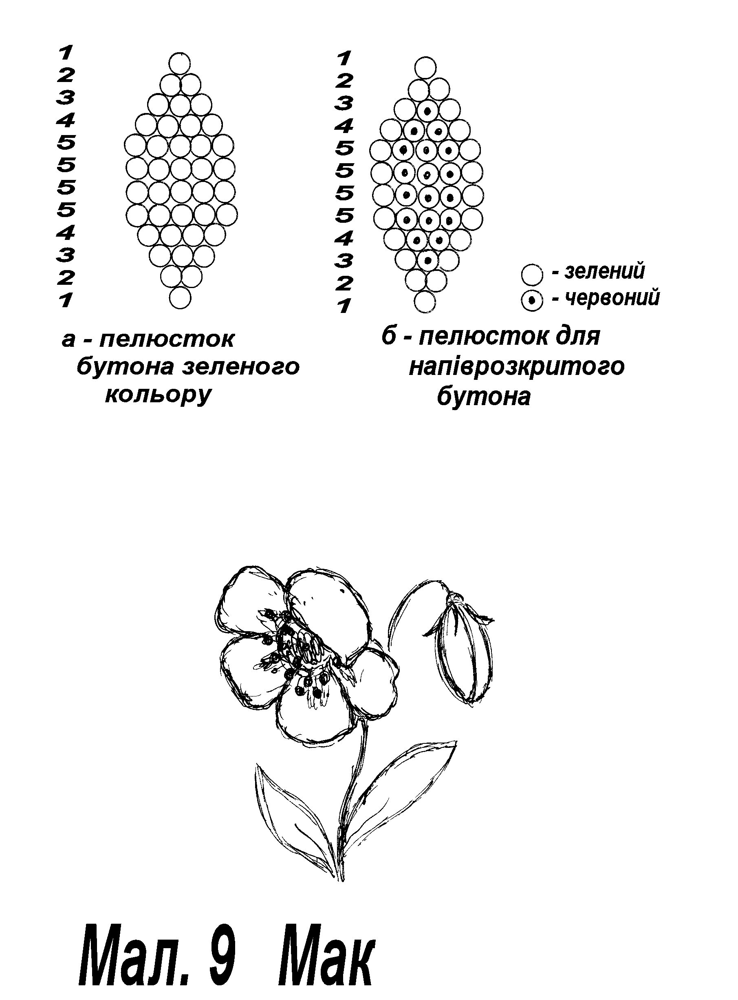 1
2
3
4
5
5
5
5
4
3
2
1
а - пелюсток
бутона зеленого
кольору
1
2
3
4
5
5
5
5
4
3
2
1
- зелений
- червоний
б - пелюсток для
напіврозкритого
бутона
Мал. 9 Мак